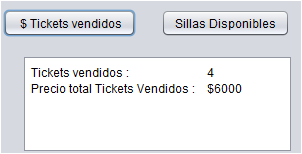 $ Tickets vendidos
Sillas Disponibles
Tickets vendidos : 4
Precio total Tickets Vendidos : $6000